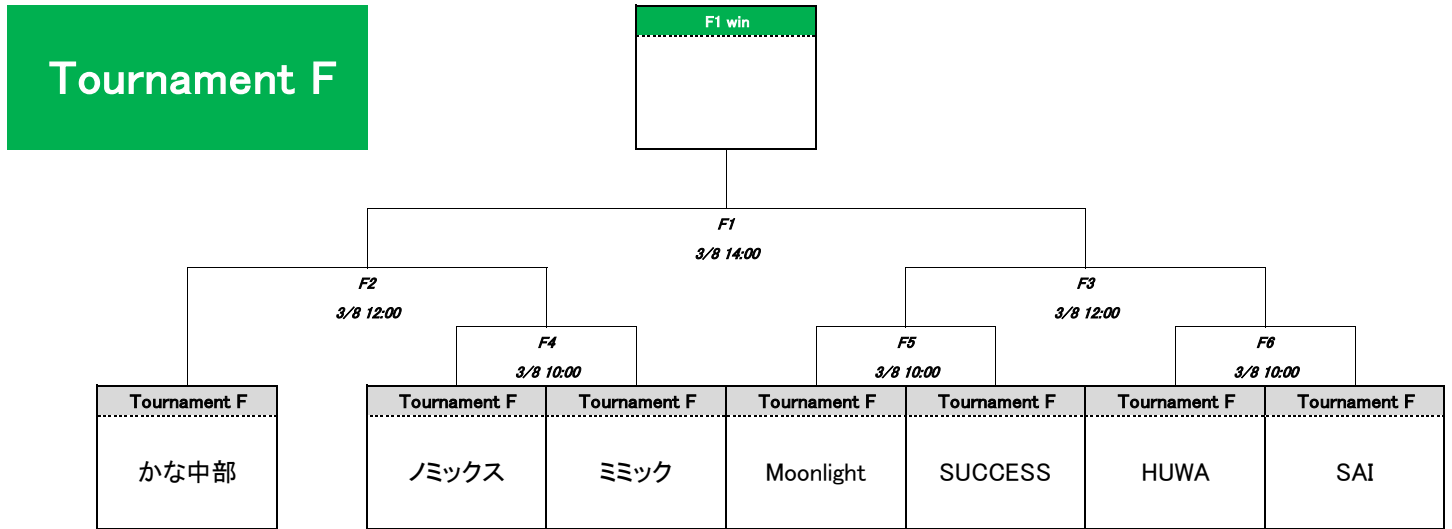 Tournament F
F1 win
F1
3/8 14:00
F2
F3
3/8 12:00
3/8 12:00
F4
F5
F6
3/8 10:00
3/8 10:00
3/8 10:00
Tournament F
Tournament F
Tournament F
Tournament F
Tournament F
Tournament F
Tournament F
かな中部
ノミックス
ミミック
Moonlight
SUCCESS
HUWA
SAI